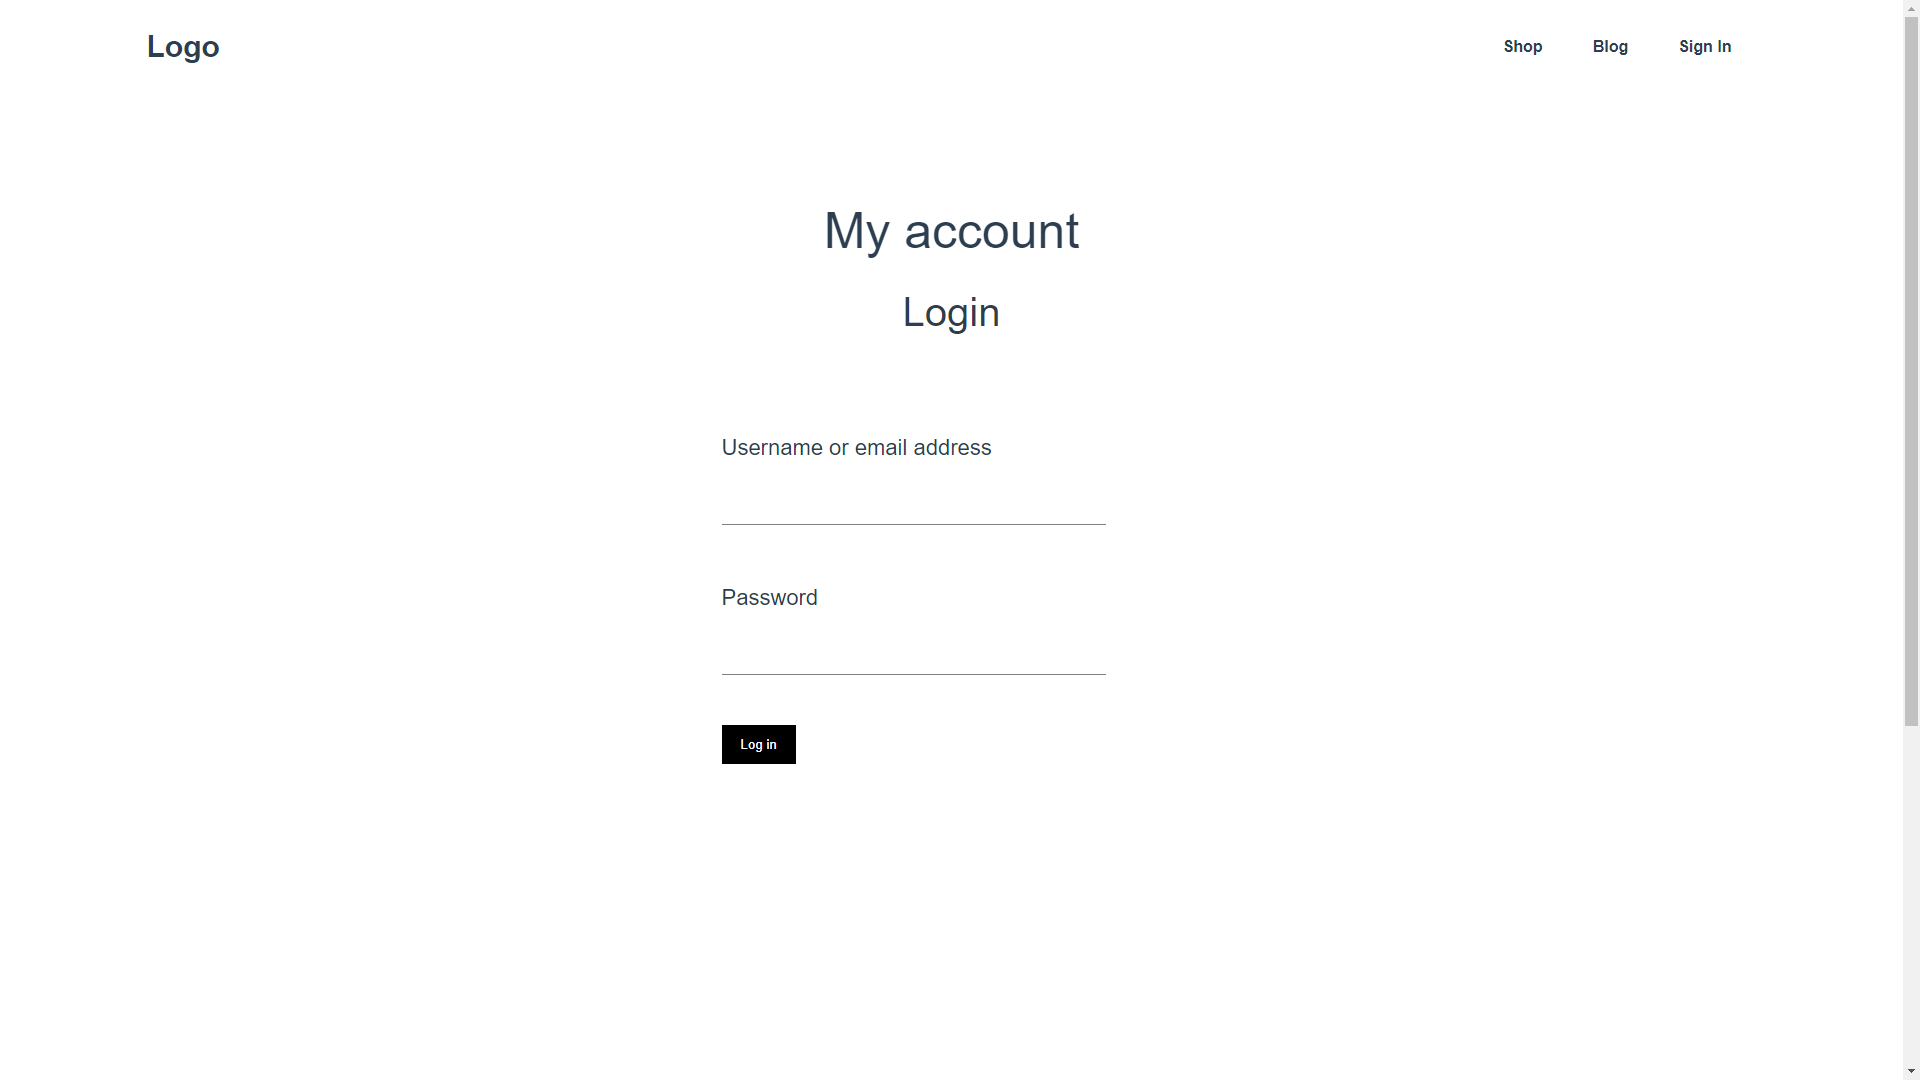 Logo
Shop Blog Sign In
My account
Login
Username or email address
Password
Log in